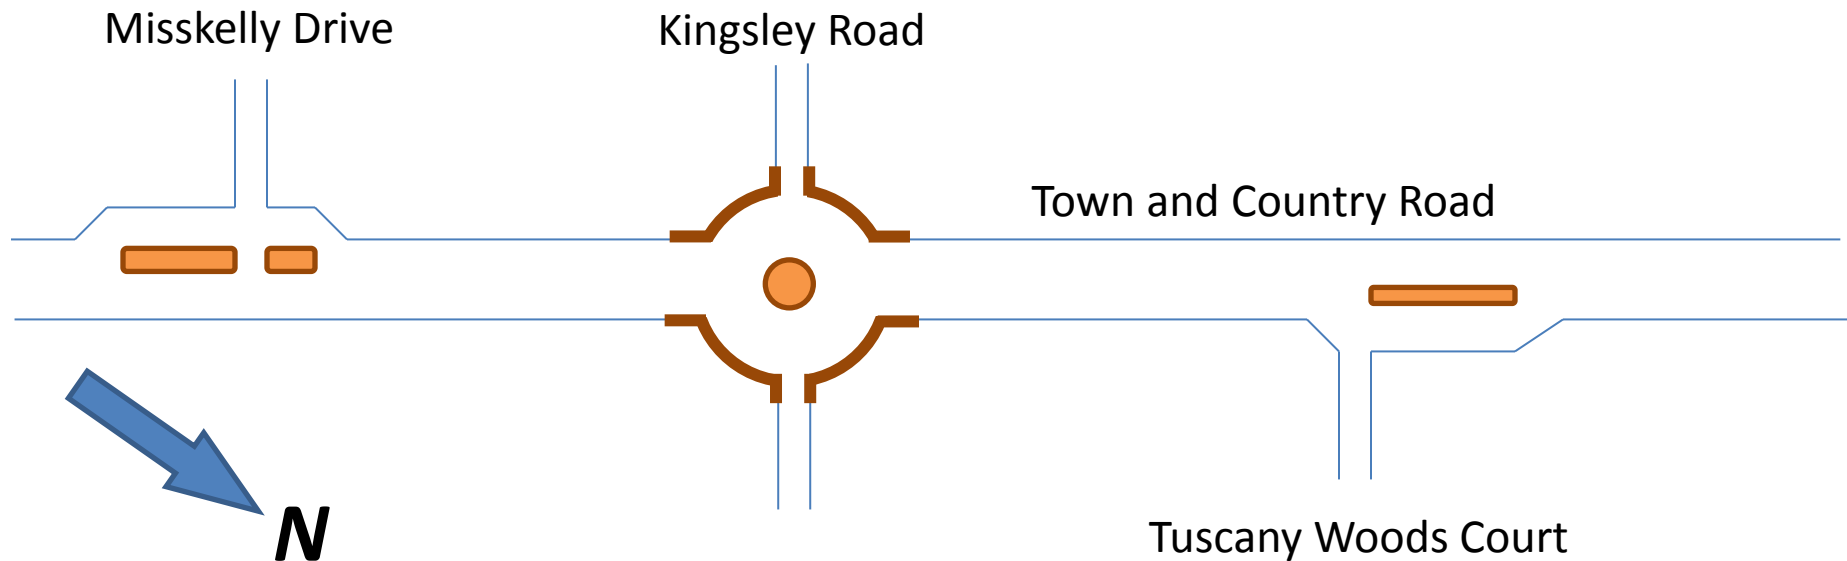 Misskelly Drive
Kingsley Road
Town and Country Road
N
Tuscany Woods Court